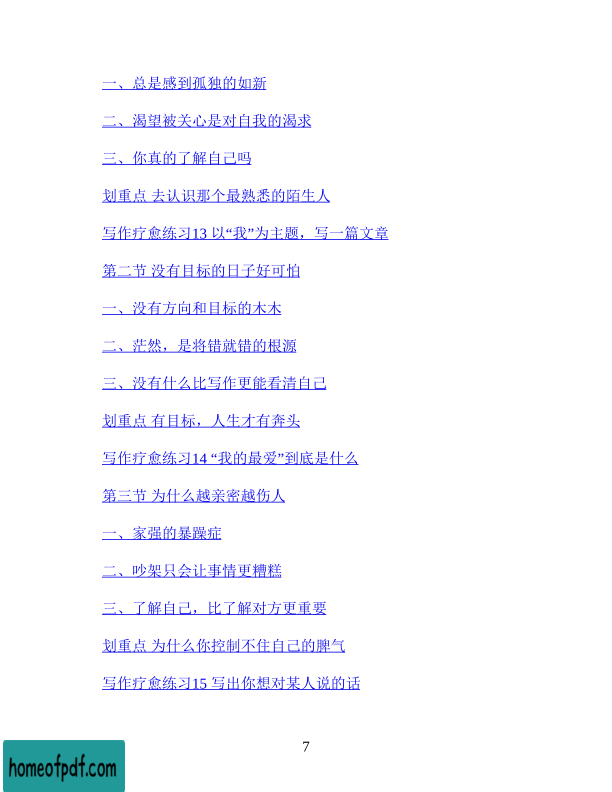 一、总是感到孤独的如新
二、渴望被关心是对自我的渴求
三、你真的了解自己吗
划重点 去认识那个最熟悉的陌生人
写作疗愈练习13 以“我”为主题，写一篇文章
第二节 没有目标的日子好可怕
一、没有方向和目标的木木
二、茫然，是将错就错的根源
三、没有什么比写作更能看清自己
划重点 有目标，人生才有奔头
写作疗愈练习14 “我的最爱”到底是什么
第三节 为什么越亲密越伤人
一、家强的暴躁症
二、吵架只会让事情更糟糕
三、了解自己，比了解对方更重要
划重点 为什么你控制不住自己的脾气
写作疗愈练习15 写出你想对某人说的话
7
homeofpdf.com